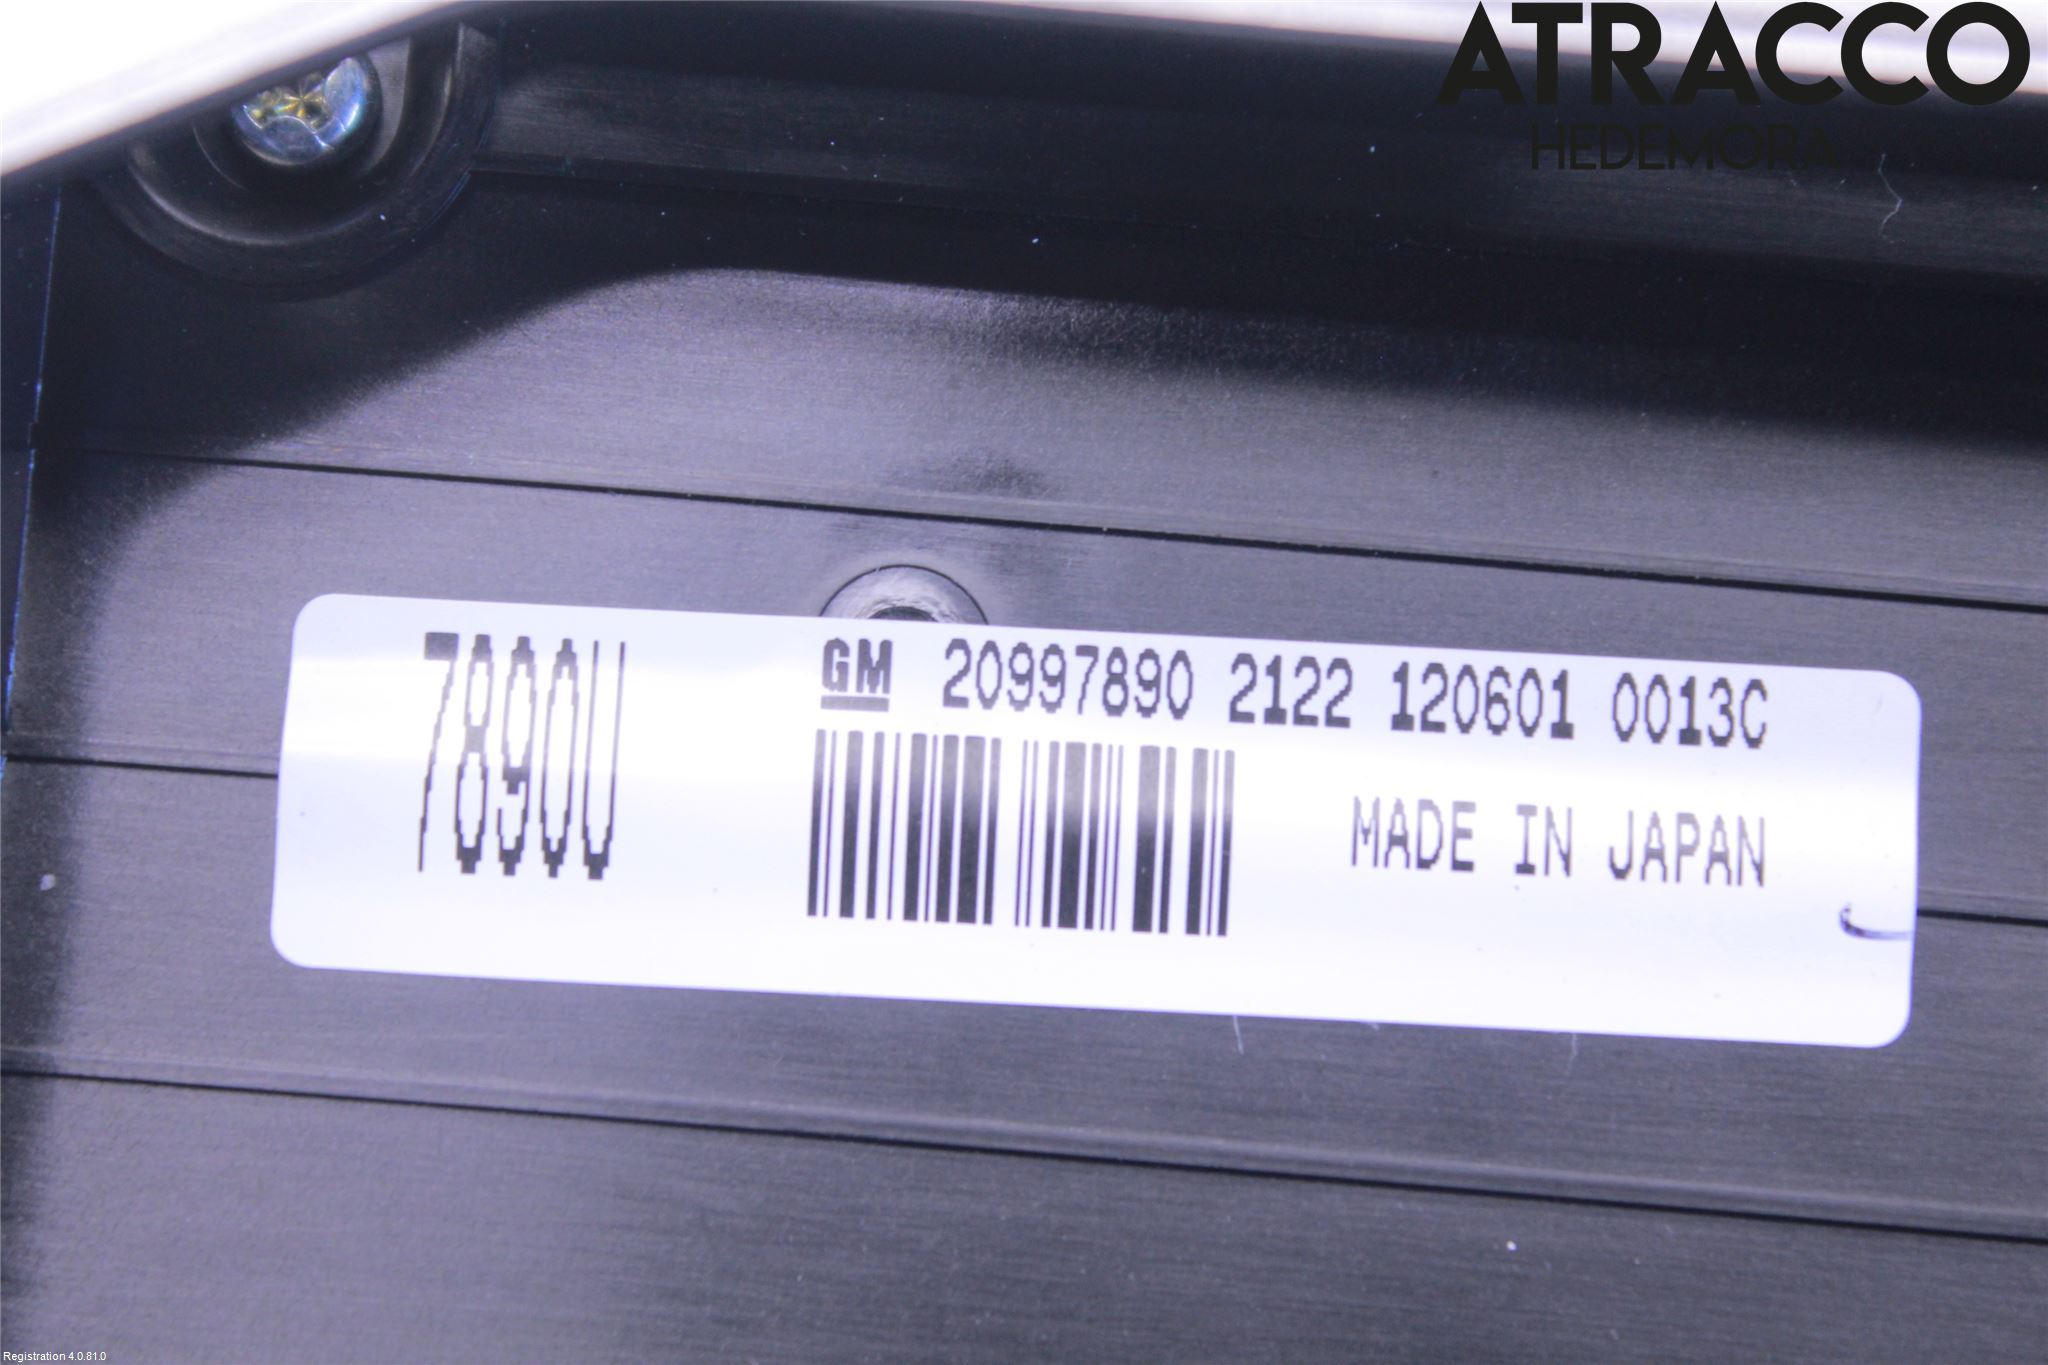 ATRACCO
HEDEMORA
7890U
GM 20997890 2122 120601 0013C
MADE IN JAPAN
Registration 4.0.81.0